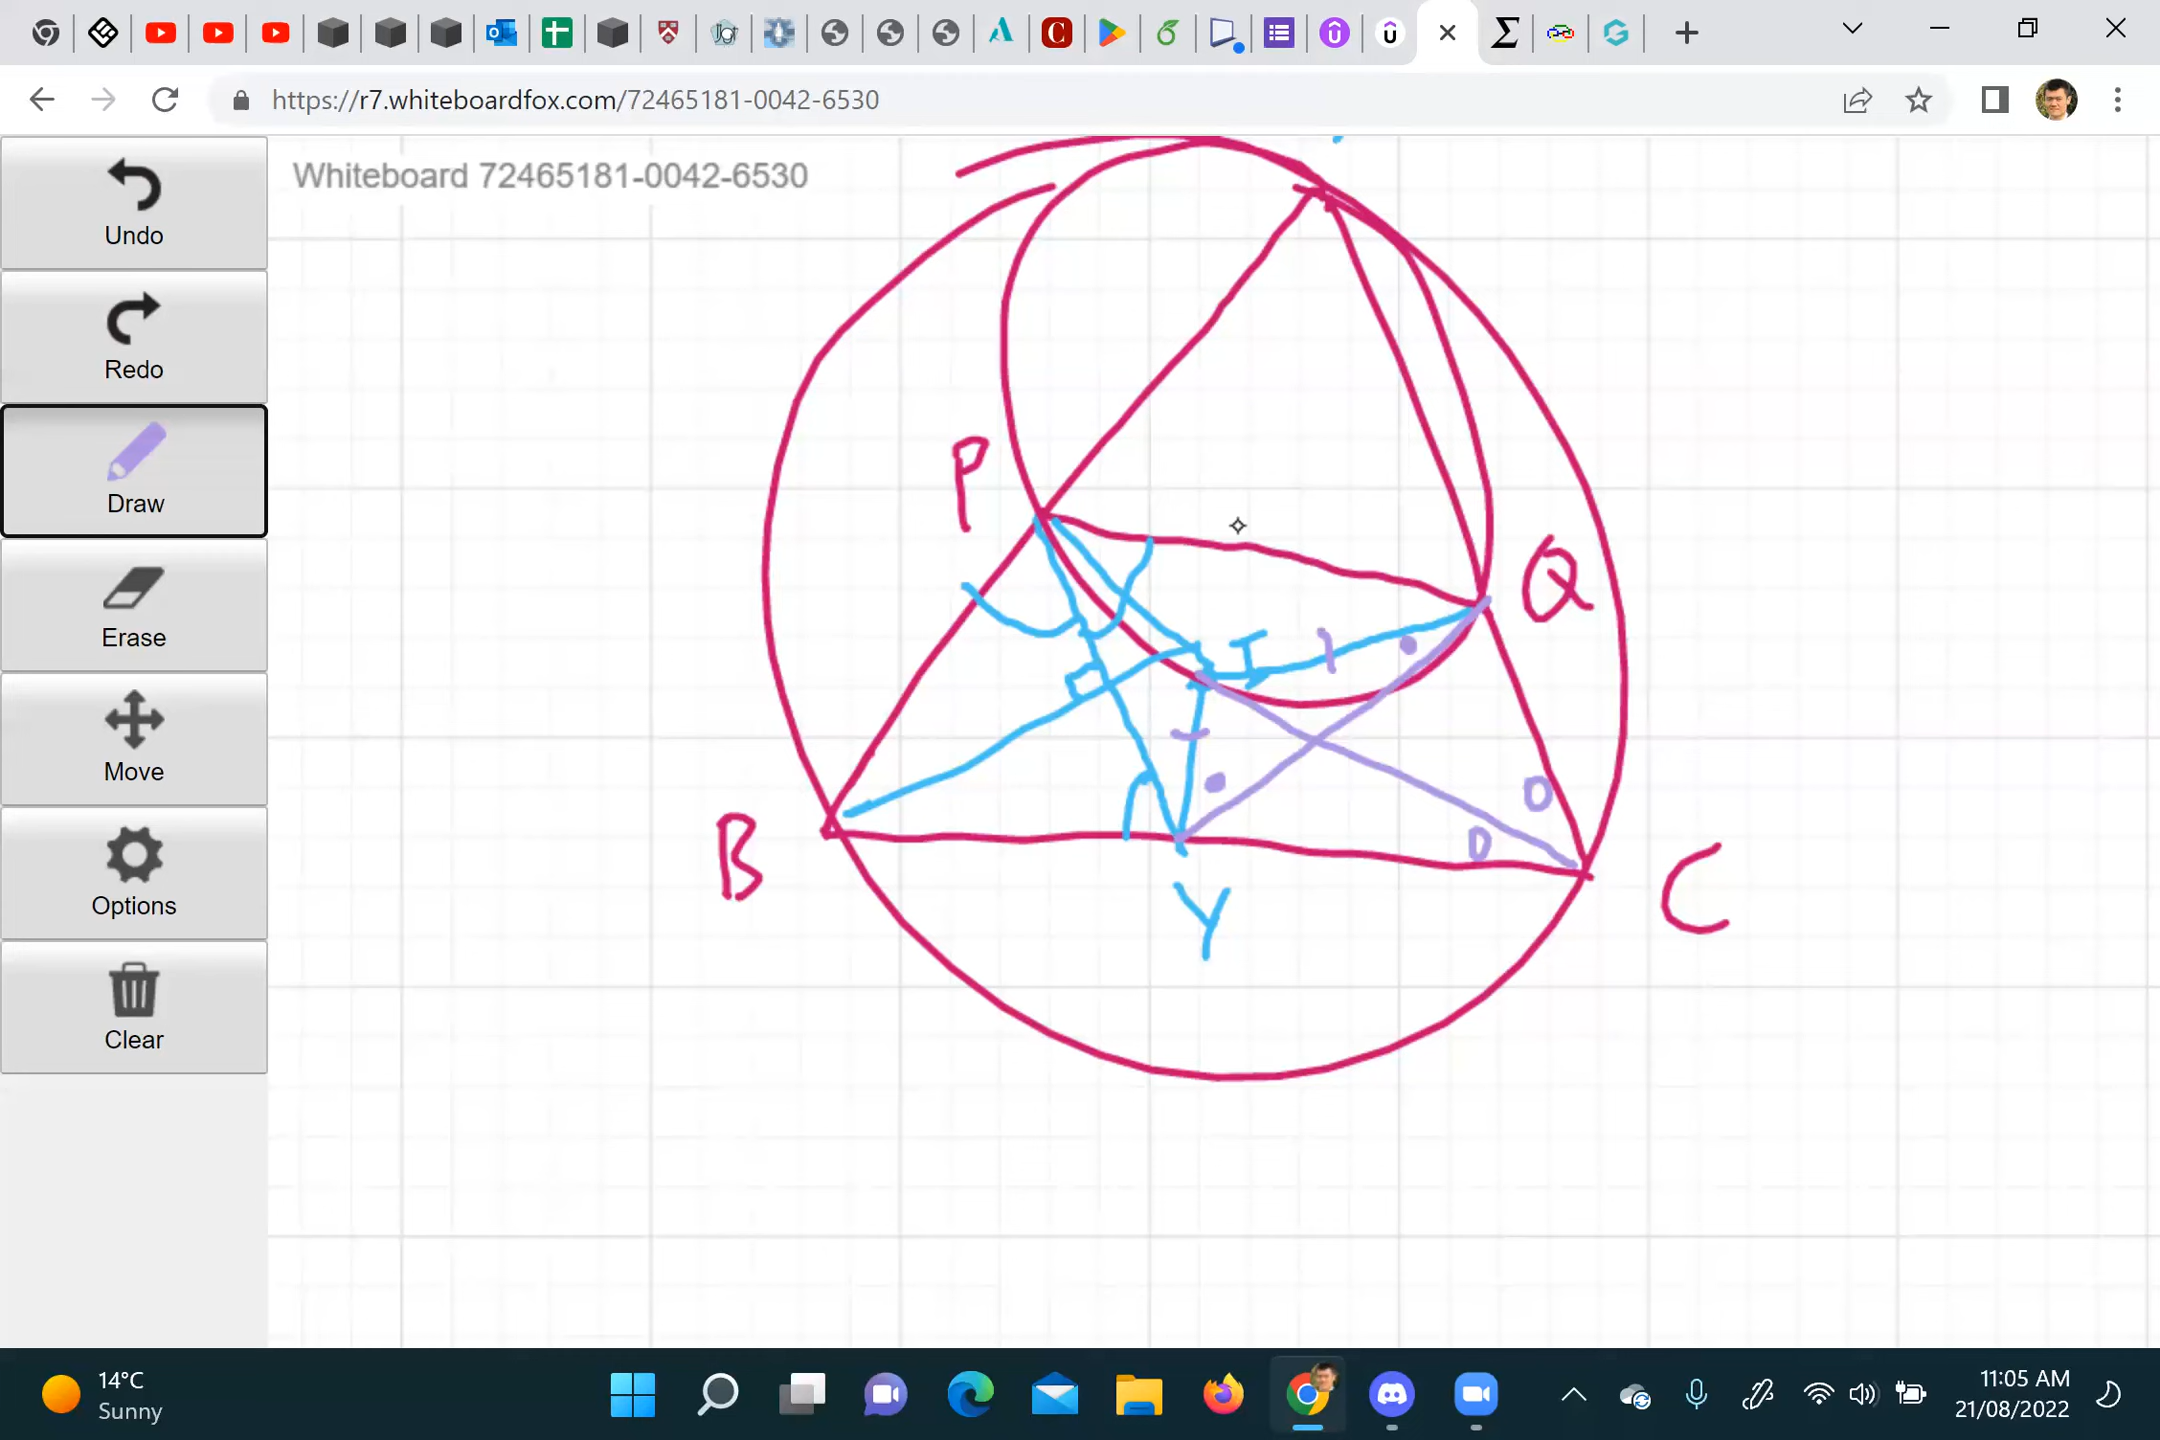 https://r7.whiteboardfox.com/72465181-0042-6530
Whiteboard 72465181-0042-6530
Undo
Redo
Draw
Erase
Move
Options
Clear
P
Q
I
B
C
Y
14°C
Sunny
11:05 AM
21/08/2022